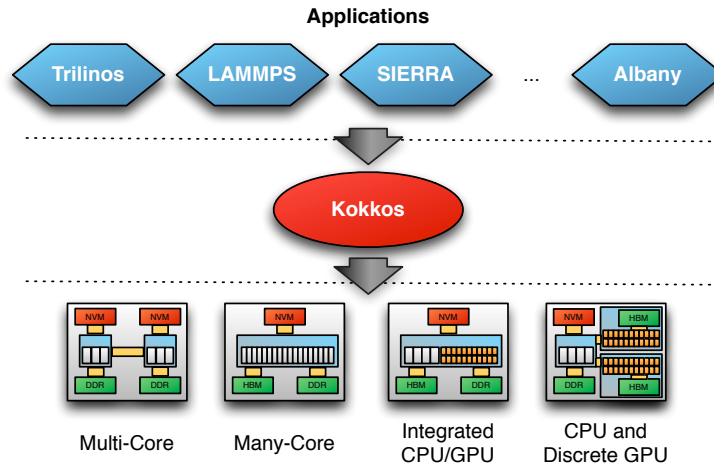 Applications
Trilinos LAMMPS SIERRA ... Albany
Kokkos
NVM NVM NVM NVM NVM HBM
DDR DDR HBM DDR HBM DDR DDR HBM
Multi-Core Many-Core Integrated CPU and
CPU/GPU Discrete GPU